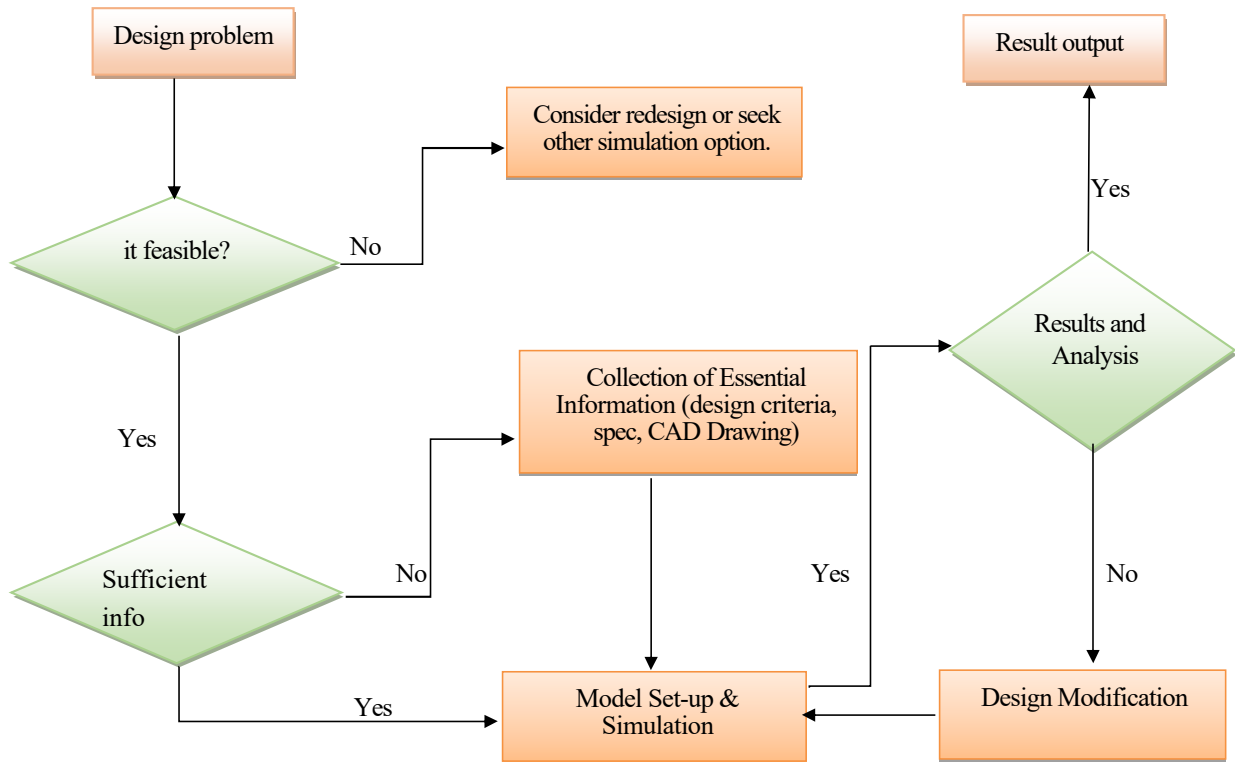 Design problem
Result output
Consider redesign or seek
other simulation option.
Yes
it feasible?
No
Results and
Analysis
Collection of Essential
Information (design criteria,
spec, CAD Drawing)
Yes
Sufficient
info
No
Yes
No
Yes
Model Set-up &
Simulation
Design Modification